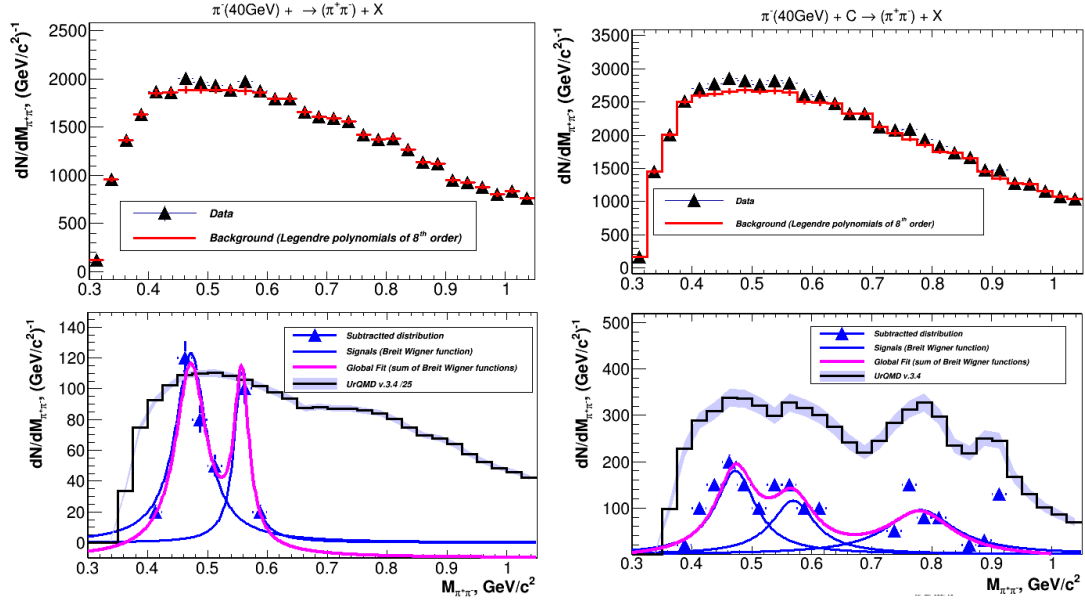 π⁻(40GeV) + → (π⁺π⁻) + X
dN/dM_π⁺π⁻, (GeV/c²)⁻¹
2500
2000
1500
1000
500
0
Data
Background (Legendre polynomials of 8ᵗʰ order)
0.3 0.4 0.5 0.6 0.7 0.8 0.9 1
π⁻(40GeV) + C → (π⁺π⁻) + X
dN/dM_π⁺π⁻, (GeV/c²)⁻¹
3500
3000
2500
2000
1500
1000
500
0
Data
Background (Legendre polynomials of 8ᵗʰ order)
0.3 0.4 0.5 0.6 0.7 0.8 0.9 1
dN/dM_π⁺π⁻, (GeV/c²)⁻¹
140
120
100
80
60
40
20
0
Subtractted distribution
Signals (Breit Wigner function)
Global Fit (sum of Breit Wigner functions)
UrQMD v.3.4 /25
0.3 0.4 0.5 0.6 0.7 0.8 0.9 1
M_π⁺π⁻, GeV/c²
dN/dM_π⁺π⁻, (GeV/c²)⁻¹
500
400
300
200
100
0
Subtractted distribution
Signals (Breit Wigner function)
Global Fit (sum of Breit Wigner functions)
UrQMD v.3.4
0.3 0.4 0.5 0.6 0.7 0.8 0.9 1
M_π⁺π⁻, GeV/c²